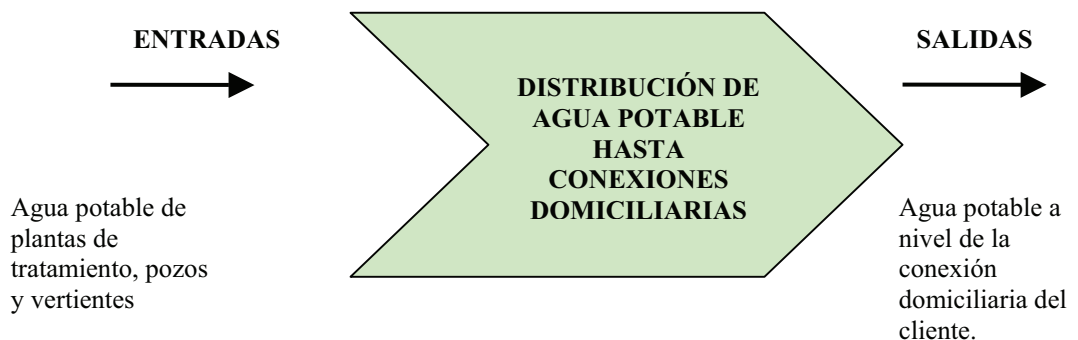 ENTRADAS
Agua potable de
plantas de
tratamiento, pozos
y vertientes
DISTRIBUCIÓN DE
AGUA POTABLE
HASTA
CONEXIONES
DOMICILIARIAS
SALIDAS
Agua potable a
nivel de la
conexión
domiciliaria del
cliente.